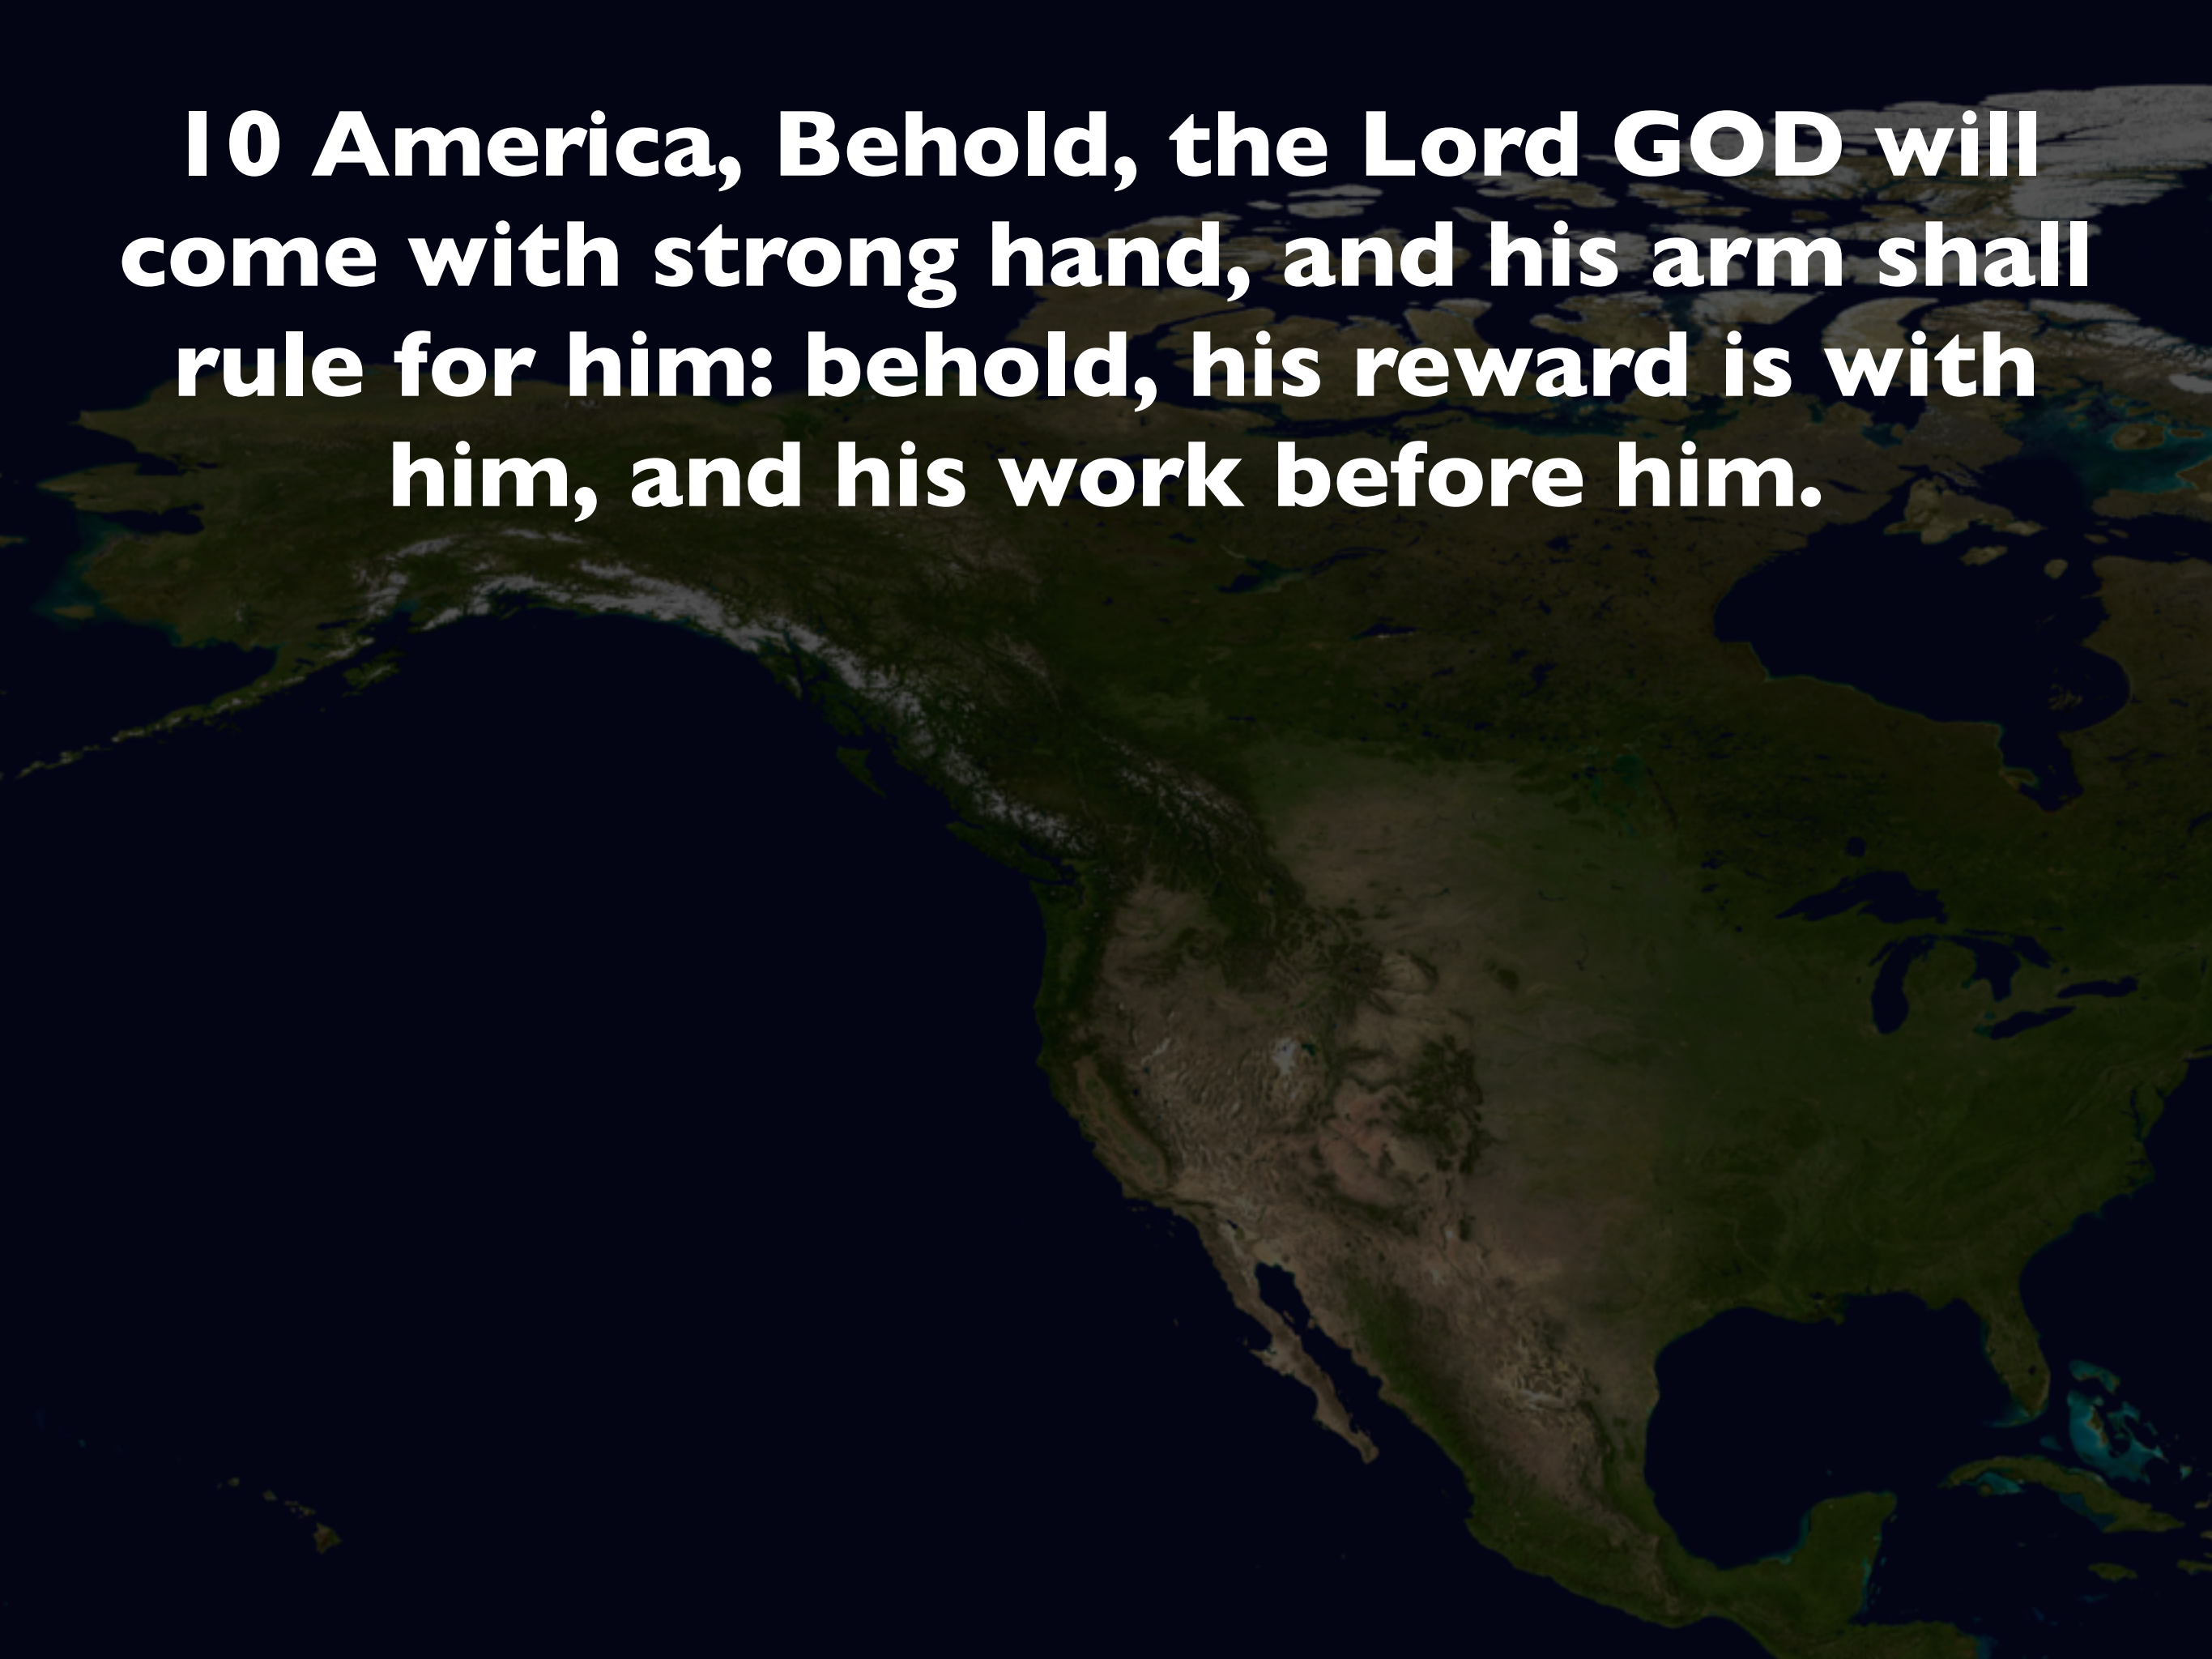 10 America, Behold, the Lord GOD will
come with strong hand, and his arm shall
rule for him: behold, his reward is with
him, and his work before him.